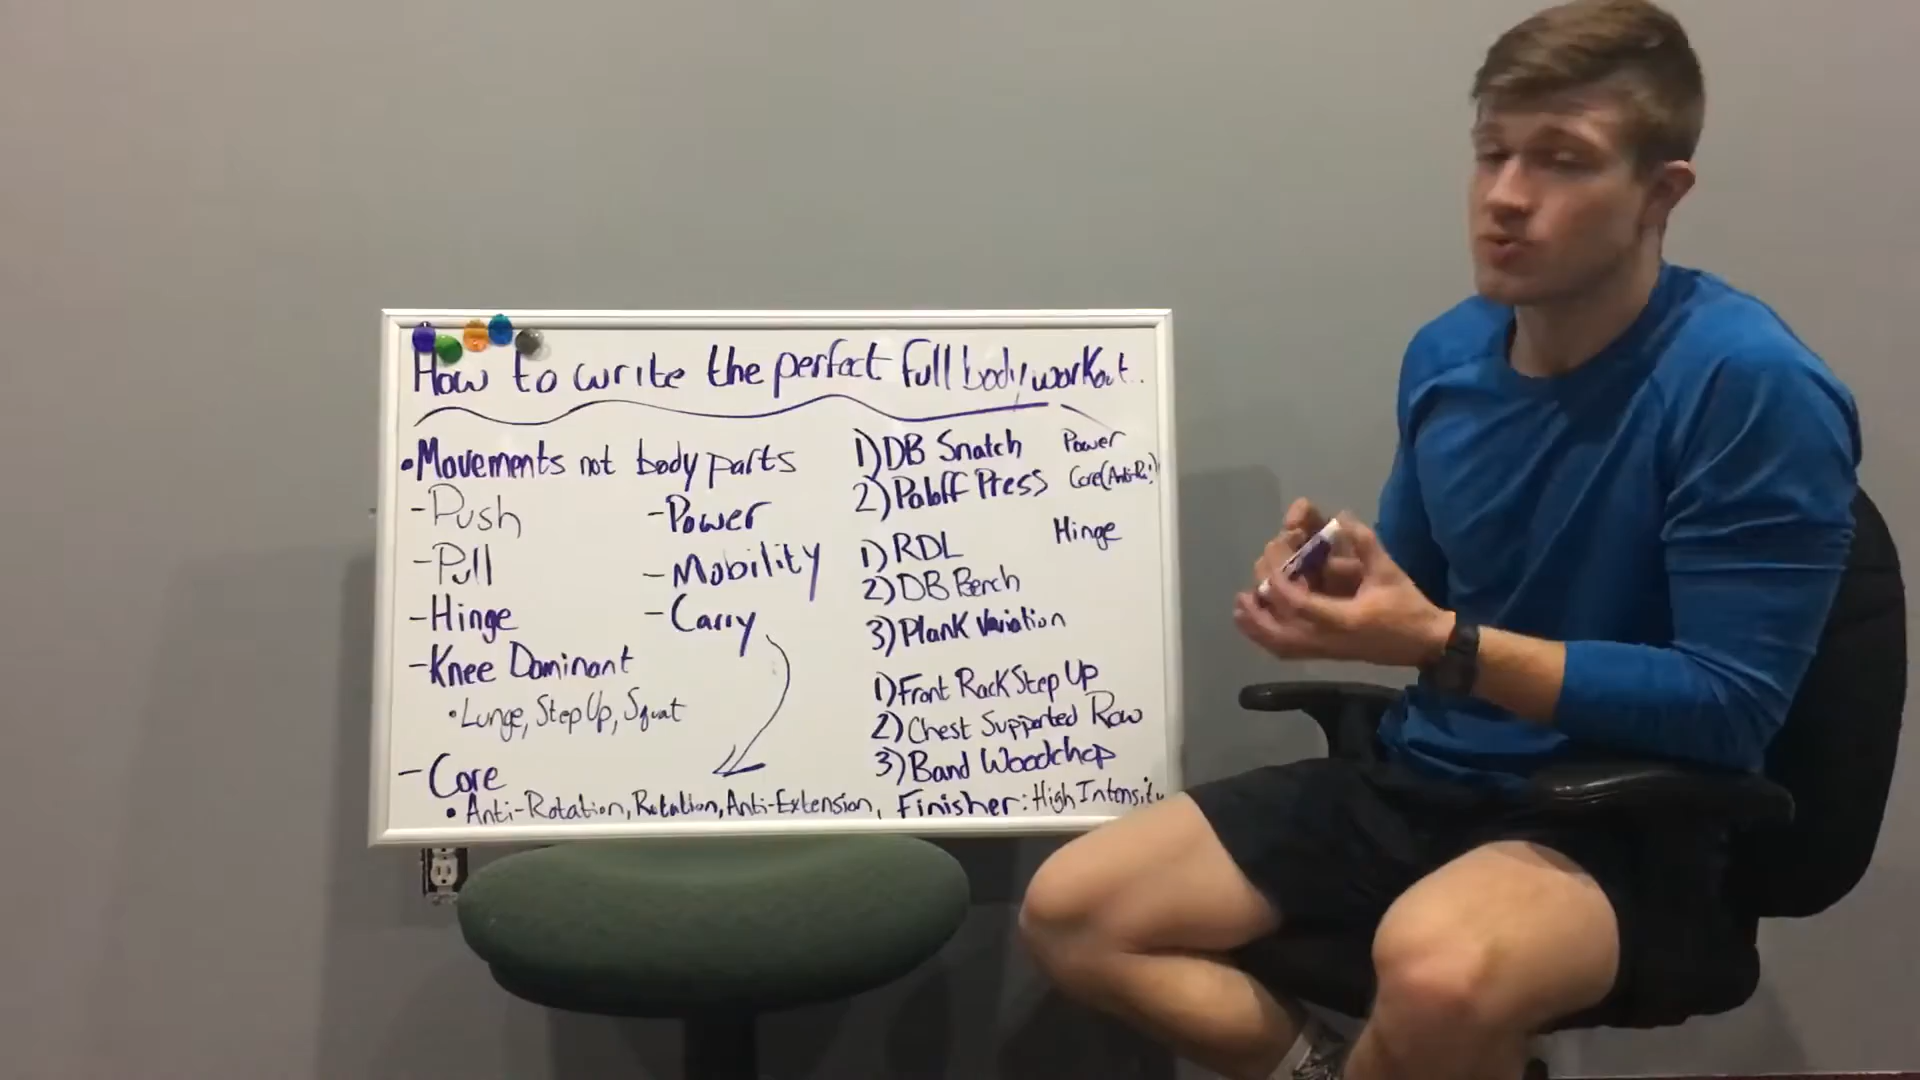 How to write the perfect full body workout..
•Movements not body parts
-Push
-Pull
-Hinge
-Knee Dominant
•Lunge, Step Up, Squat
-Core
•Anti-Rotation, Rotation, Anti-Extension,
-Power
-Mobility
-Carry
1) DB Snatch Power
2) Paloff Press Core(Anti-R.)
1) RDL Hinge
2) DB Bench
3) Plank Variation
1) Front Rack Step Up
2) Chest Supported Row
3) Band Woodchop
Finisher: High Intensity